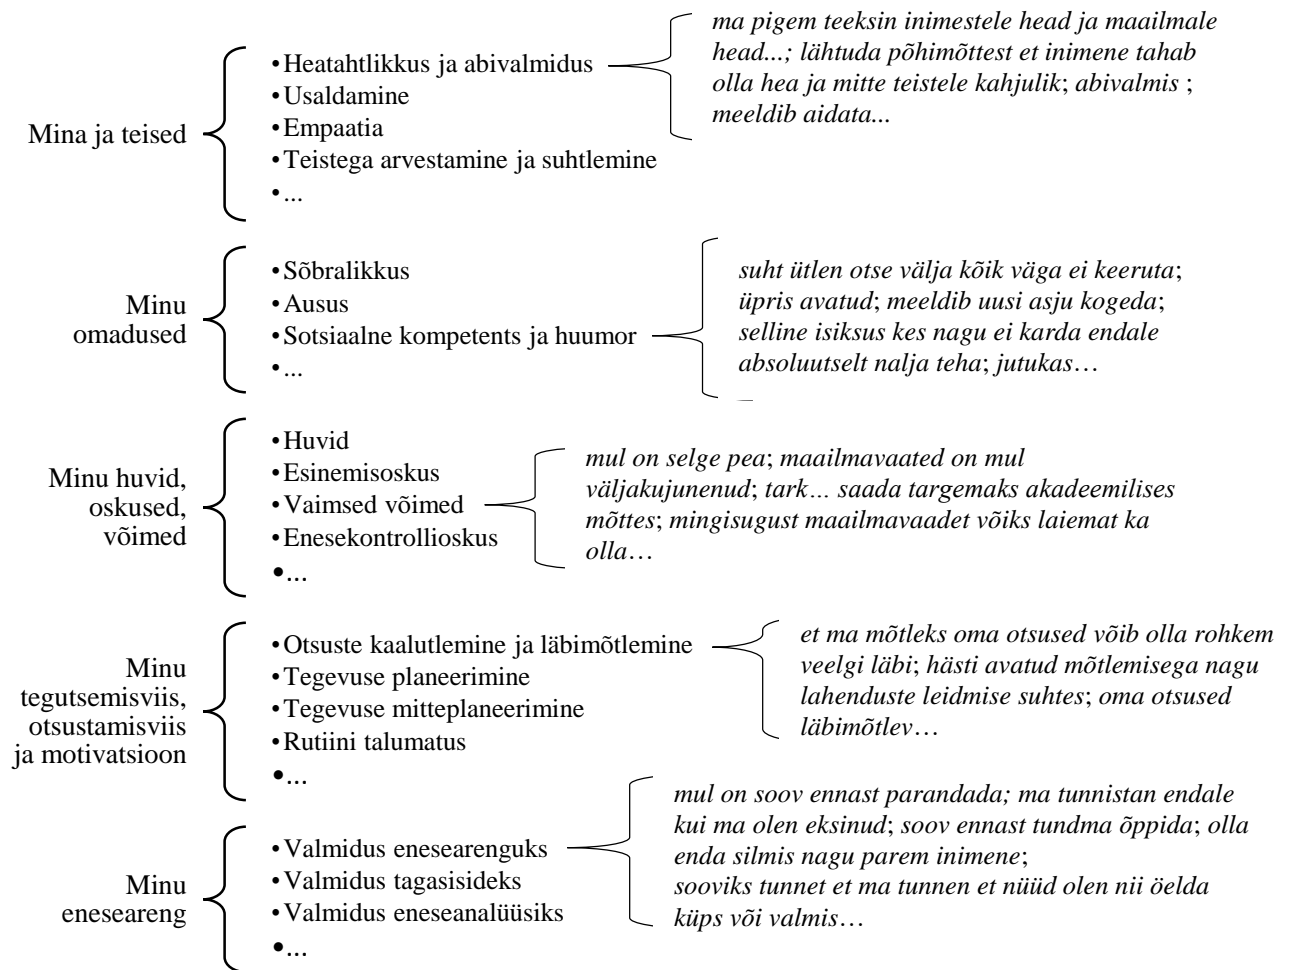 Mina ja teised
•Heatahtlikkus ja abivalmidus
•Usaldamine
•Empaatia
•Teistega arvestamine ja suhtlemine
•...
ma pigem teeksin inimestele head ja maailmale
head...; lähtuda põhimõttest et inimene tahab
olla hea ja mitte teistele kahjulik; abivalmis ;
meeldib aidata...
Minu
omadused
•Sõbralikkus
•Ausus
•Sotsiaalne kompetents ja huumor
•...
suht ütlen otse välja kõik väga ei keeruta;
üpris avatud; meeldib uusi asju kogeda;
selline isiksus kes nagu ei karda endale
absoluutselt nalja teha; jutukas…
Minu huvid,
oskused,
võimed
•Huvid
•Esinemisoskus
•Vaimsed võimed
•Enesekontrollioskus
•...
mul on selge pea; maailmavaated on mul
väljakujunenud; tark… saada targemaks akadeemilises
mõttes; mingisugust maailmavaadet võiks laiemat ka
olla…
Minu
tegutsemisviis,
otsustamisviis
ja motivatsioon
•Otsuste kaalutlemine ja läbimõtlemine
•Tegevuse planeerimine
•Tegevuse mitteplaneerimine
•Rutiini talumatus
•...
et ma mõtleks oma otsused võib olla rohkem
veelgi läbi; hästi avatud mõtlemisega nagu
lahenduste leidmise suhtes; oma otsused
läbimõtlev…
Minu
eneseareng
•Valmidus enesearenguks
•Valmidus tagasisideks
•Valmidus eneseanalüüsiks
•...
mul on soov ennast parandada; ma tunnistan endale
kui ma olen eksinud; soov ennast tundma õppida; olla
enda silmis nagu parem inimene;
sooviks tunnet et ma tunnen et nüüd olen nii öelda
küps või valmis…